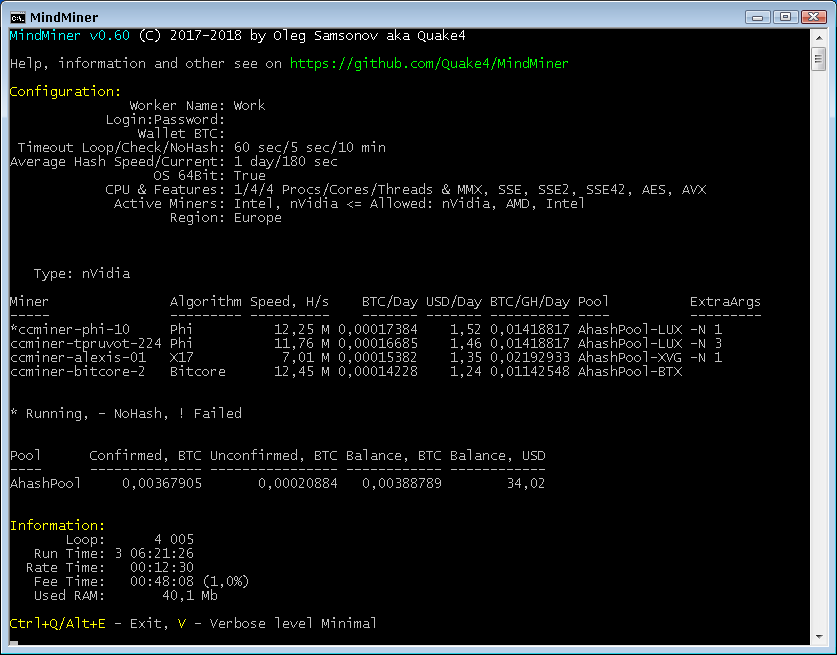 MindMiner
MindMiner v0.60 (C) 2017-2018 by Oleg Samsonov aka Quake4
Help, information and other see on https://github.com/Quake4/MindMiner
Configuration:
Worker Name: Work
Login:Password:
Wallet BTC:
Timeout Loop/Check/NoHash: 60 sec/5 sec/10 min
Average Hash Speed/Current: 1 day/180 sec
OS 64Bit: True
CPU & Features: 1/4/4 Procs/Cores/Threads & MMX, SSE, SSE2, SSE42, AES, AVX
Active Miners: Intel, nVidia <= Allowed: nVidia, AMD, Intel
Region: Europe
Type: nVidia
Miner Algorithm Speed, H/s BTC/Day USD/Day BTC/GH/Day Pool ExtraArgs
----- --------- ---------- ------- ------- ---------- ---- ---------
*ccminer-phi-10 Phi 12,25 M 0,00017384 1,52 0,01418817 AhashPool-LUX -N 1
ccminer-tpruvot-224 Phi 11,76 M 0,00016685 1,46 0,01418817 AhashPool-LUX -N 3
ccminer-alexis-01 X17 7,01 M 0,00015382 1,35 0,02192933 AhashPool-XVG -N 1
ccminer-bitcore-2 Bitcore 12,45 M 0,00014228 1,24 0,01142548 AhashPool-BTX
* Running, - NoHash, ! Failed
Pool Confirmed, BTC Unconfirmed, BTC Balance, BTC Balance, USD
---- -------------- ---------------- ------------ ------------
AhashPool 0,00367905 0,00020884 0,00388789 34,02
Information:
Loop: 4 005
Run Time: 3 06:21:26
Rate Time: 00:12:30
Fee Time: 00:48:08 (1,0%)
Used RAM: 40,1 Mb
Ctrl+Q/Alt+E - Exit, V - Verbose level Minimal